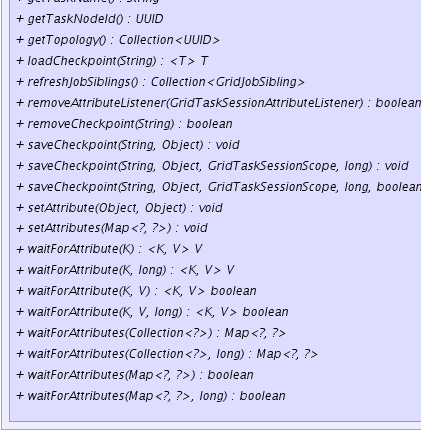 + getTaskName() : String
+ getTaskNodeId() : UUID
+ getTopology() : Collection<UUID>
+ loadCheckpoint(String) : <T> T
+ refreshJobSiblings() : Collection<GridJobSibling>
+ removeAttributeListener(GridTaskSessionAttributeListener) : boolean
+ removeCheckpoint(String) : boolean
+ saveCheckpoint(String, Object) : void
+ saveCheckpoint(String, Object, GridTaskSessionScope, long) : void
+ saveCheckpoint(String, Object, GridTaskSessionScope, long, boolean
+ setAttribute(Object, Object) : void
+ setAttributes(Map<?, ?>) : void
+ waitForAttribute(K) : <K, V> V
+ waitForAttribute(K, long) : <K, V> V
+ waitForAttribute(K, V) : <K, V> boolean
+ waitForAttribute(K, V, long) : <K, V> boolean
+ waitForAttributes(Collection<?>) : Map<?, ?>
+ waitForAttributes(Collection<?>, long) : Map<?, ?>
+ waitForAttributes(Map<?, ?>) : boolean
+ waitForAttributes(Map<?, ?>, long) : boolean